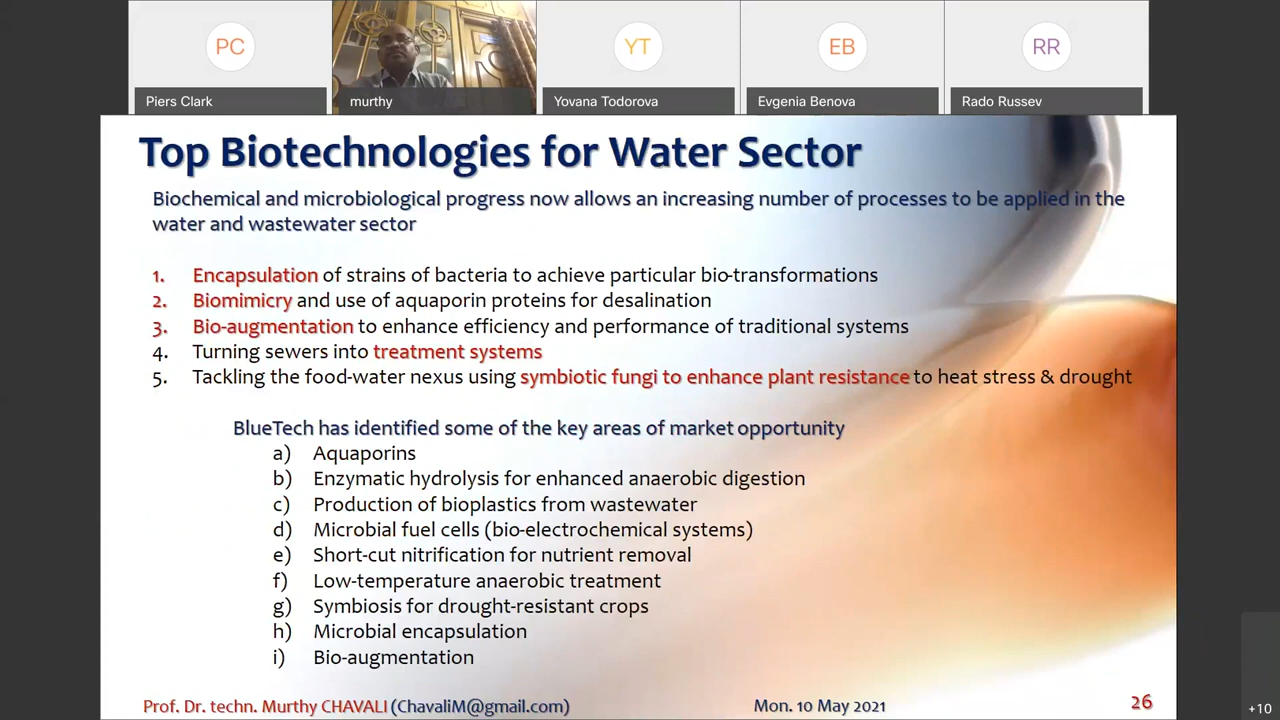 PC
YT
EB
RR
Piers Clark
murthy
Yovana Todorova
Evgenia Benova
Rado Russev
Top Biotechnologies for Water Sector
Biochemical and microbiological progress now allows an increasing number of processes to be applied in the
water and wastewater sector
1. Encapsulation of strains of bacteria to achieve particular bio-transformations
2. Biomimicry and use of aquaporin proteins for desalination
3. Bio-augmentation to enhance efficiency and performance of traditional systems
4. Turning sewers into treatment systems
5. Tackling the food-water nexus using symbiotic fungi to enhance plant resistance to heat stress & drought
BlueTech has identified some of the key areas of market opportunity
a) Aquaporins
b) Enzymatic hydrolysis for enhanced anaerobic digestion
c) Production of bioplastics from wastewater
d) Microbial fuel cells (bio-electrochemical systems)
e) Short-cut nitrification for nutrient removal
f) Low-temperature anaerobic treatment
g) Symbiosis for drought-resistant crops
h) Microbial encapsulation
i) Bio-augmentation
Prof. Dr. techn. Murthy CHAVALI (ChavaliM@gmail.com)
Mon. 10 May 2021
26
+10